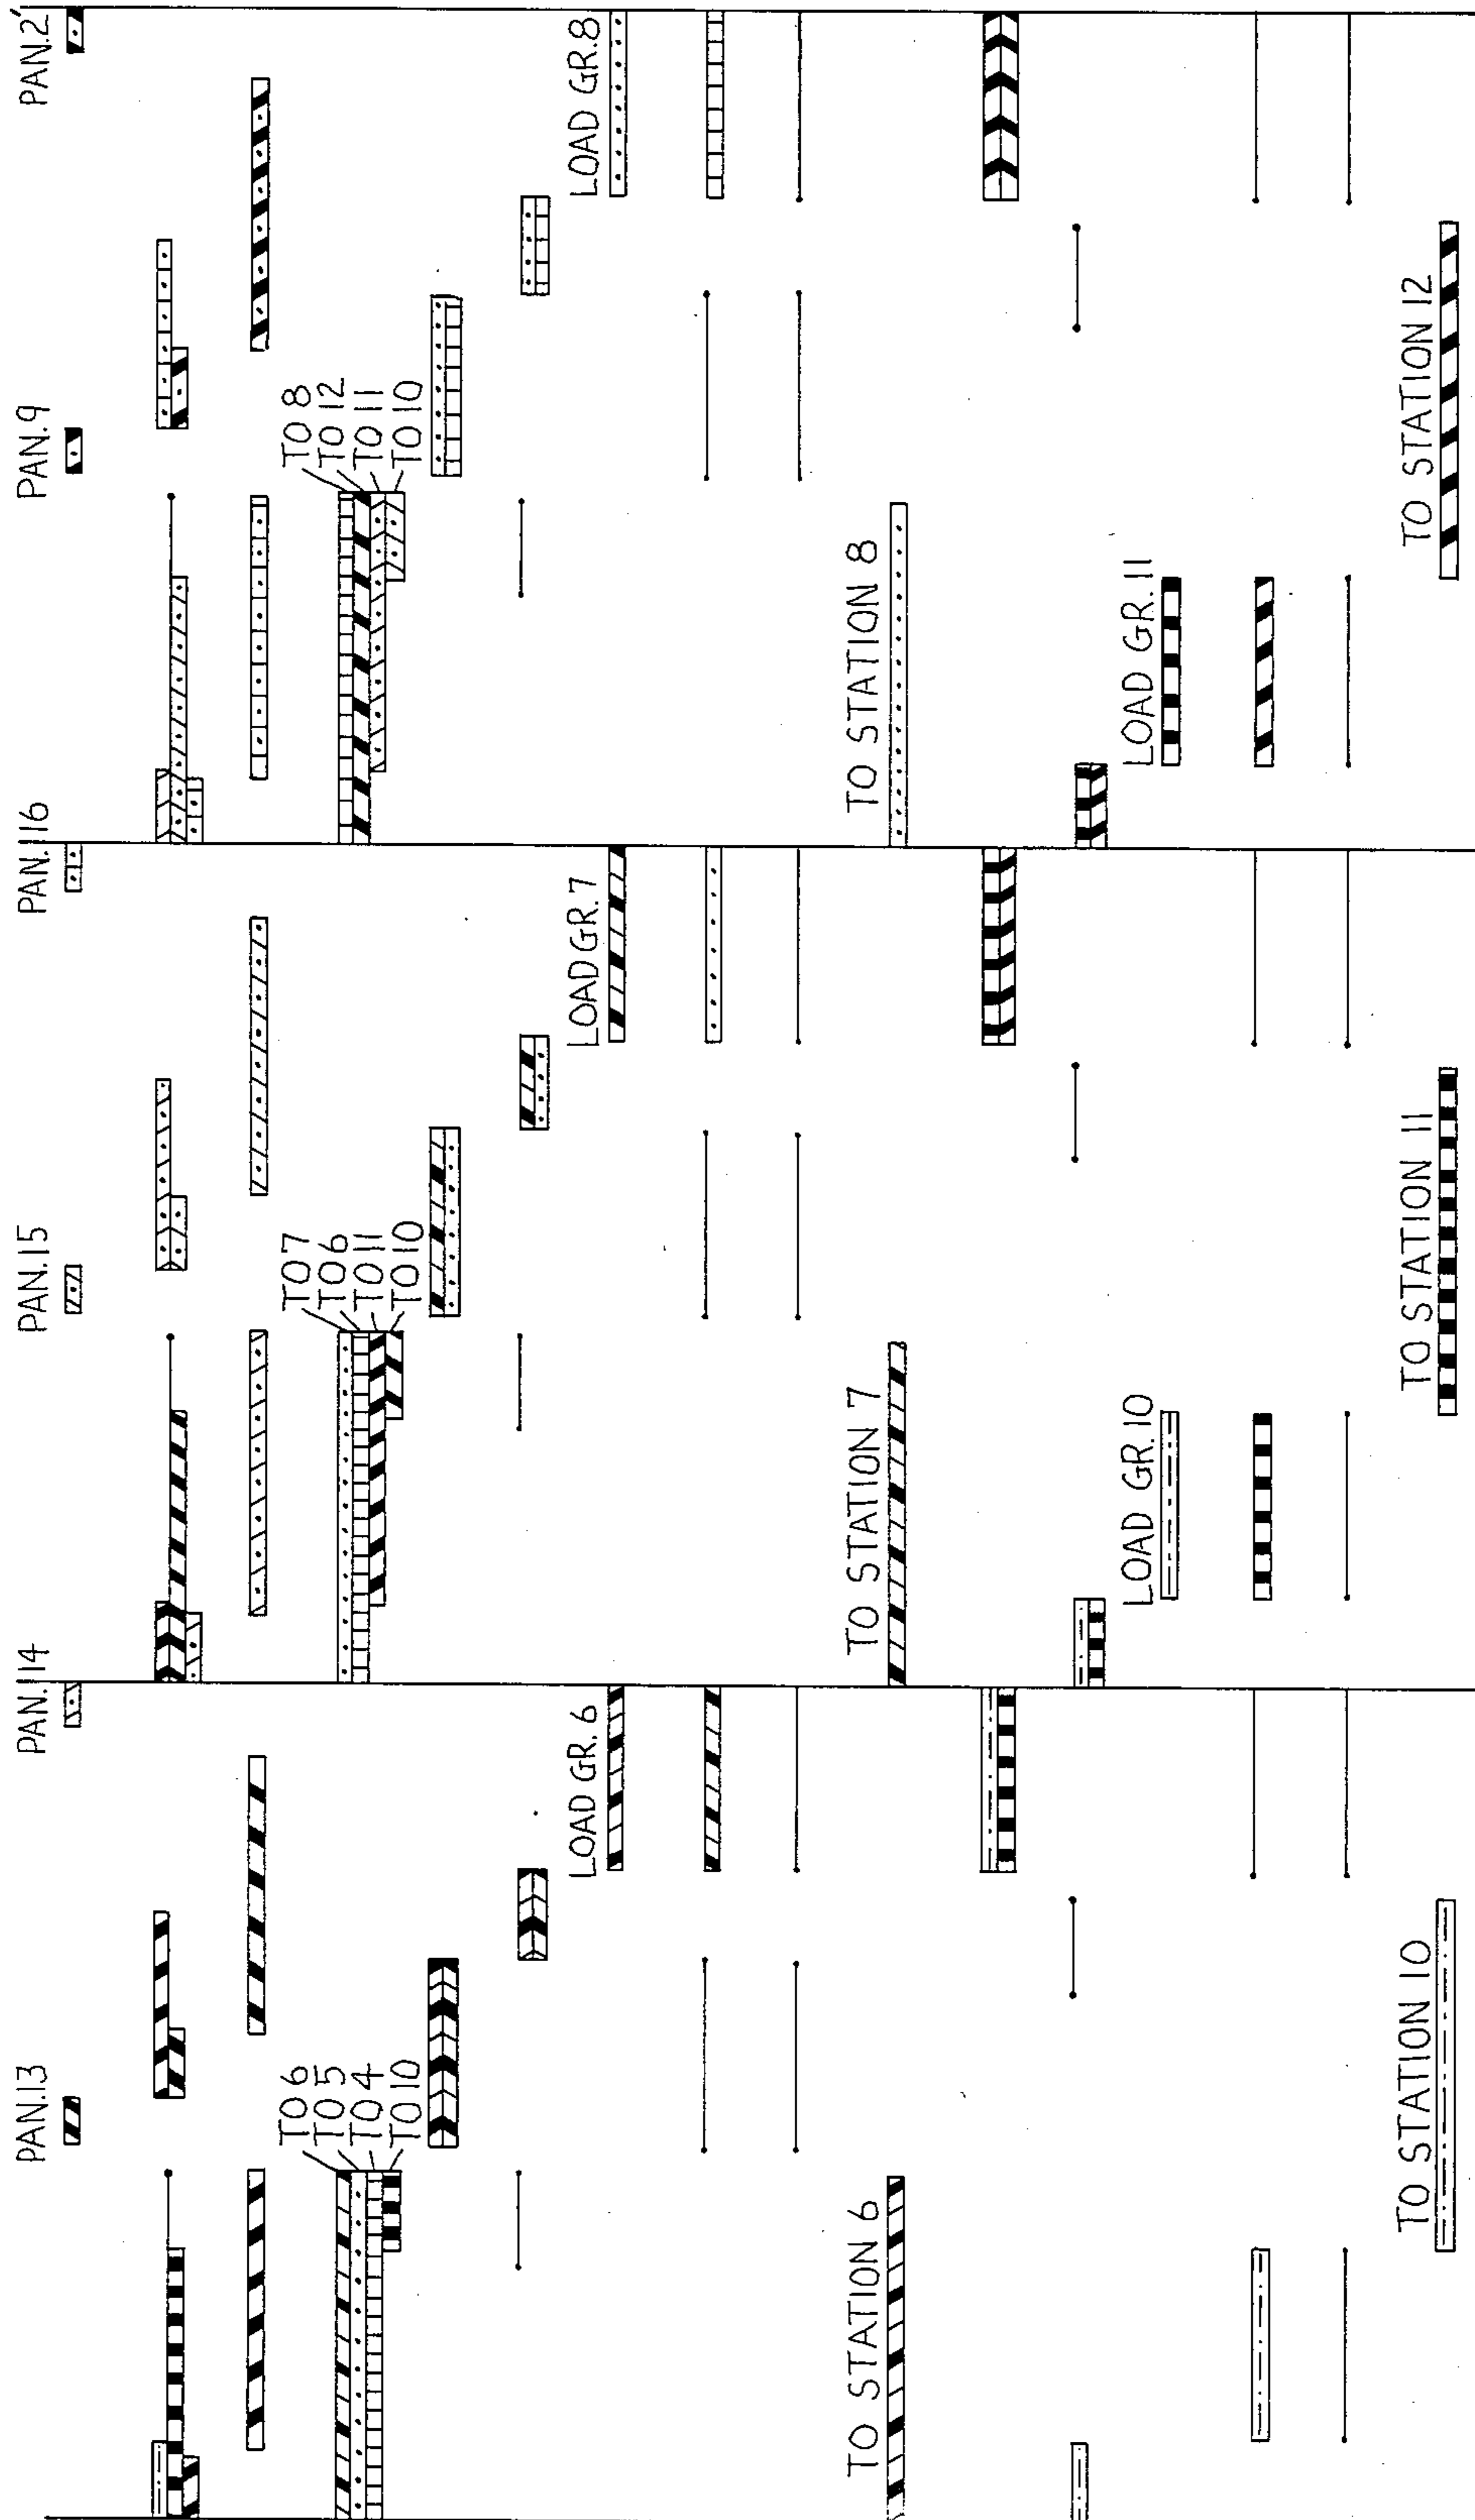 PAN.13
PAN.14
PAN.15
PAN.16
PAN.9
PAN.2'
TO 6
TO 5
TO 4
TO 10
TO 7
TO 6
TO 11
TO 10
TO 8
TO 12
TO 11
TO 10
LOAD GR.6
LOAD GR.7
LOAD GR.8
TO STATION 6
TO STATION 7
TO STATION 8
LOAD GR.10
LOAD GR.11
TO STATION 10
TO STATION 11
TO STATION 12